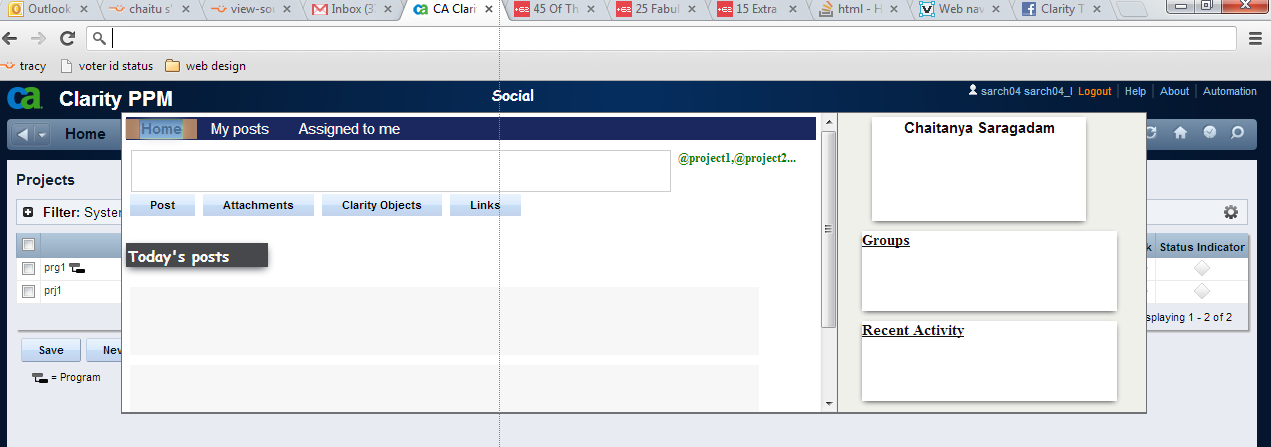 Outlook
chaitu s'
view-sou
Inbox (3
CA Clari
45 Of Th
25 Fabul
15 Extra
html - H
Web nav
Clarity T
tracy
voter id status
web design
ca
Clarity PPM
Social
sarch04 sarch04_l Logout | Help | About | Automation
Home
Home
My posts
Assigned to me
Chaitanya Saragadam
@project1,@project2...
Projects
Filter: System
Post
Attachments
Clarity Objects
Links
Groups
Today's posts
k
Status Indicator
prg1
prj1
splaying 1 - 2 of 2
Recent Activity
Save
New
= Program